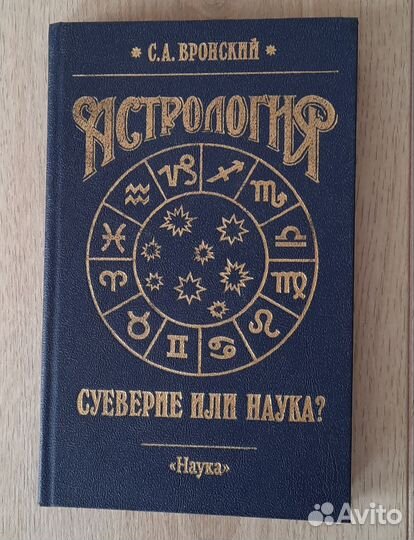 С.А. ВРОНСКИЙ
АСТРОЛОГИЯ
СУЕВЕРИЕ ИЛИ НАУКА?
«Наука»
Avito